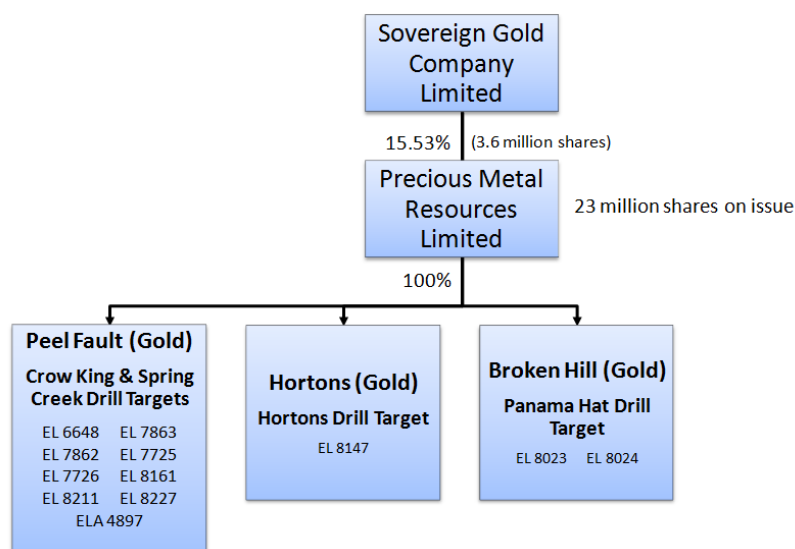 Sovereign Gold
Company
Limited
15.53%
(3.6 million shares)
Precious Metal
Resources
Limited
23 million shares on issue
100%
Peel Fault (Gold)
Crow King & Spring
Creek Drill Targets
EL 6648 EL 7863
EL 7862 EL 7725
EL 7726 EL 8161
EL 8211 EL 8227
ELA 4897
Hortons (Gold)
Hortons Drill Target
EL 8147
Broken Hill (Gold)
Panama Hat Drill
Target
EL 8023 EL 8024